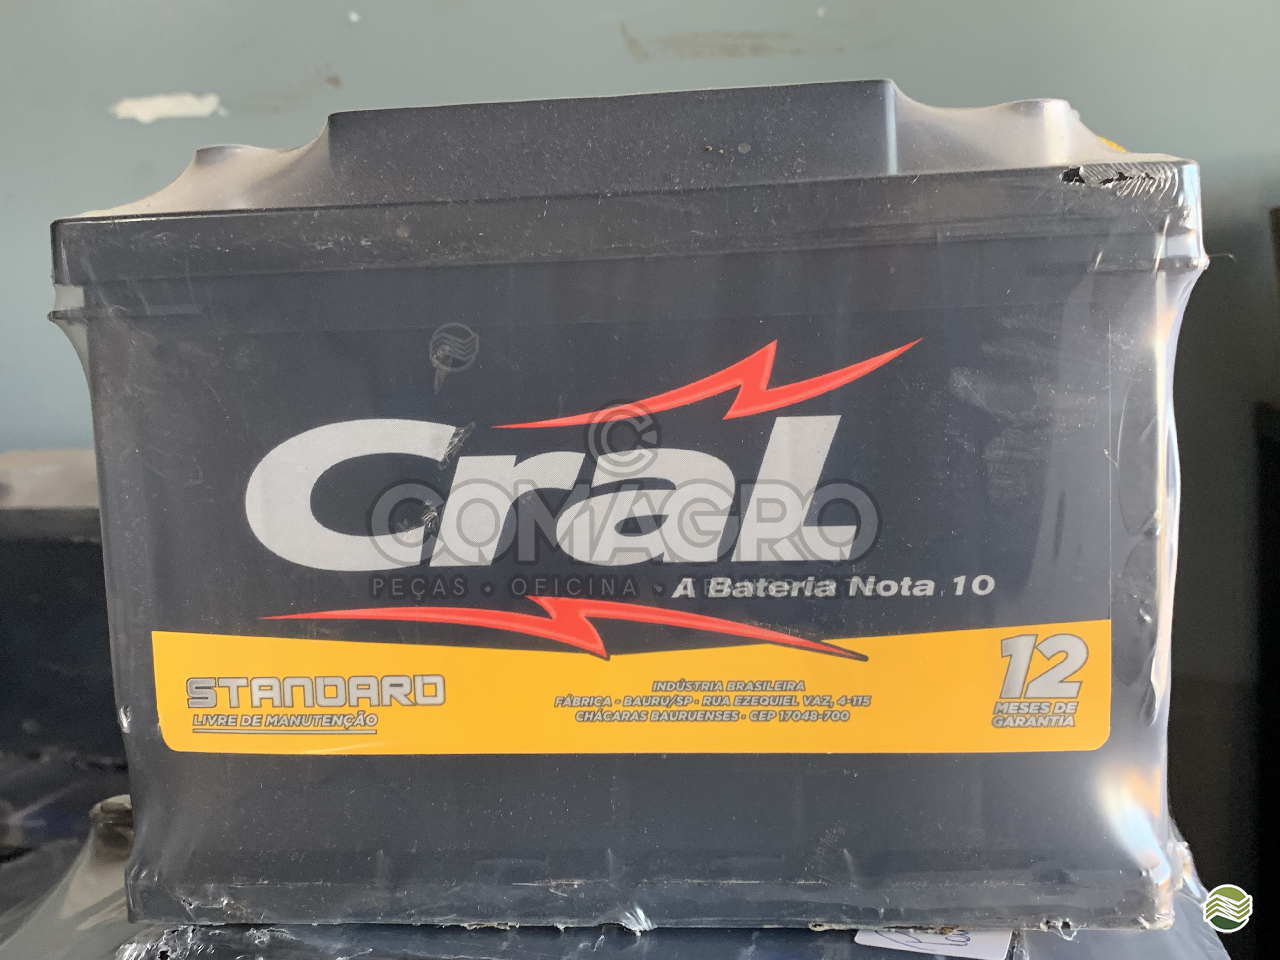 Cral
COMAGRO
PEÇAS • OFICINA • TRANSPORTE
A Bateria Nota 10
STANDARD
LIVRE DE MANUTENÇÃO
INDÚSTRIA BRASILEIRA
FÁBRICA - BAURU/SP - RUA EZEQUIEL VAZ, 4-115
CHÁCARAS BAURUENSES - CEP 17048-700
12
MESES DE
GARANTIA